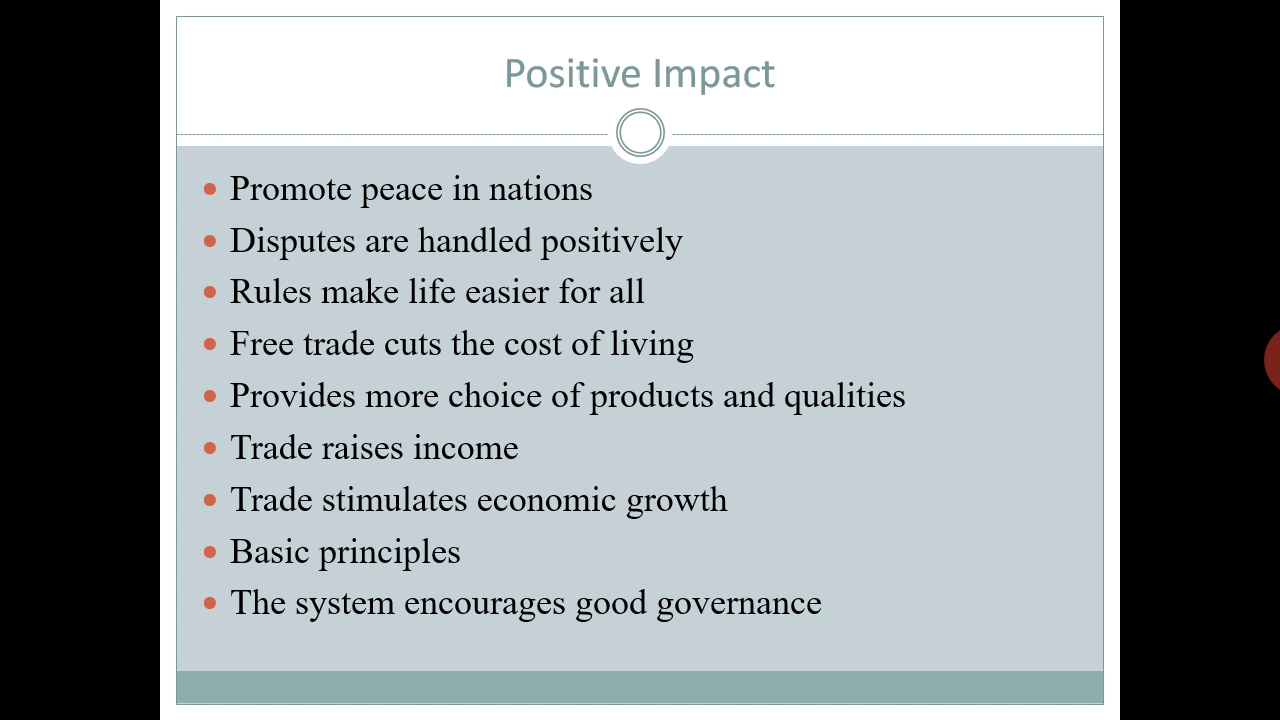 Positive Impact
Promote peace in nations
Disputes are handled positively
Rules make life easier for all
Free trade cuts the cost of living
Provides more choice of products and qualities
Trade raises income
Trade stimulates economic growth
Basic principles
The system encourages good governance